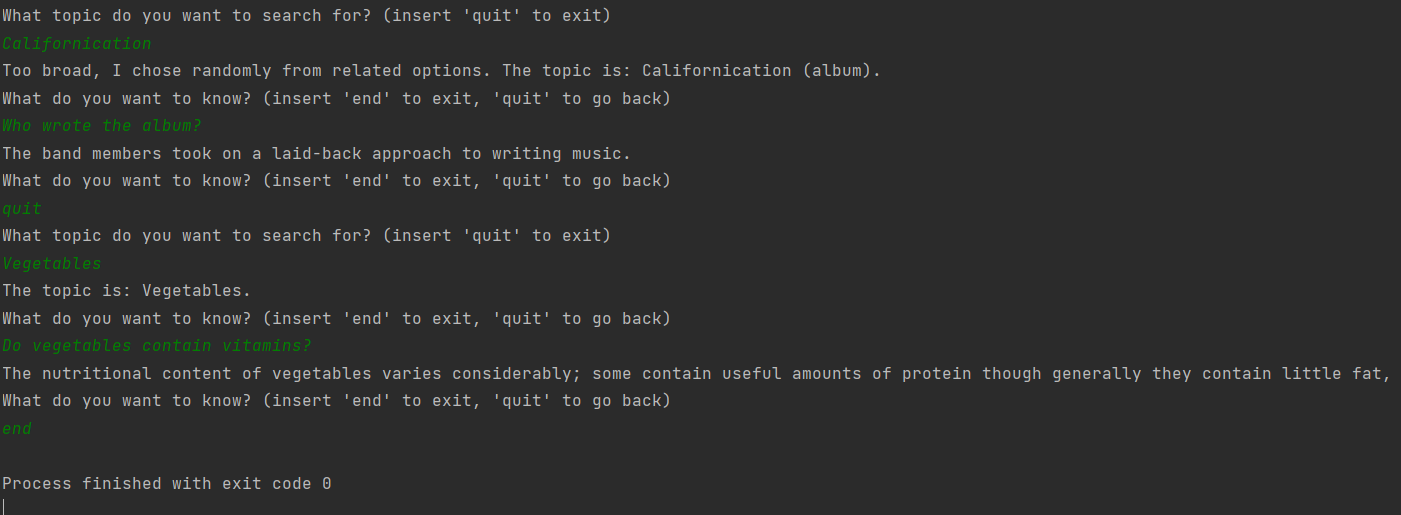 What topic do you want to search for? (insert 'quit' to exit)
Californication
Too broad, I chose randomly from related options. The topic is: Californication (album).
What do you want to know? (insert 'end' to exit, 'quit' to go back)
Who wrote the album?
The band members took on a laid-back approach to writing music.
What do you want to know? (insert 'end' to exit, 'quit' to go back)
quit
What topic do you want to search for? (insert 'quit' to exit)
Vegetables
The topic is: Vegetables.
What do you want to know? (insert 'end' to exit, 'quit' to go back)
Do vegetables contain vitamins?
The nutritional content of vegetables varies considerably; some contain useful amounts of protein though generally they contain little fat,
What do you want to know? (insert 'end' to exit, 'quit' to go back)
end
Process finished with exit code 0